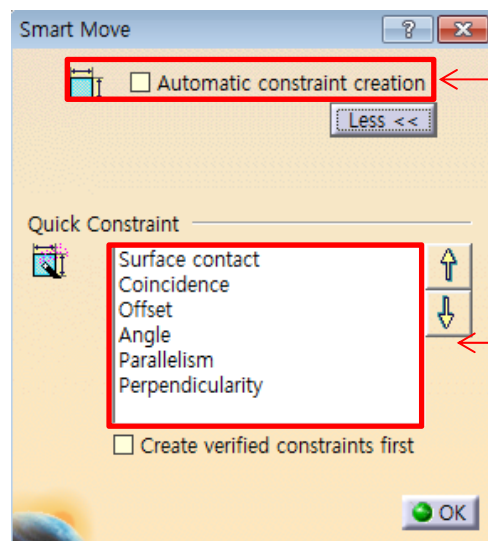 Smart Move
?
Automatic constraint creation
Less <<
Quick Constraint
Surface contact
Coincidence
Offset
Angle
Parallelism
Perpendicularity
Create verified constraints first
OK